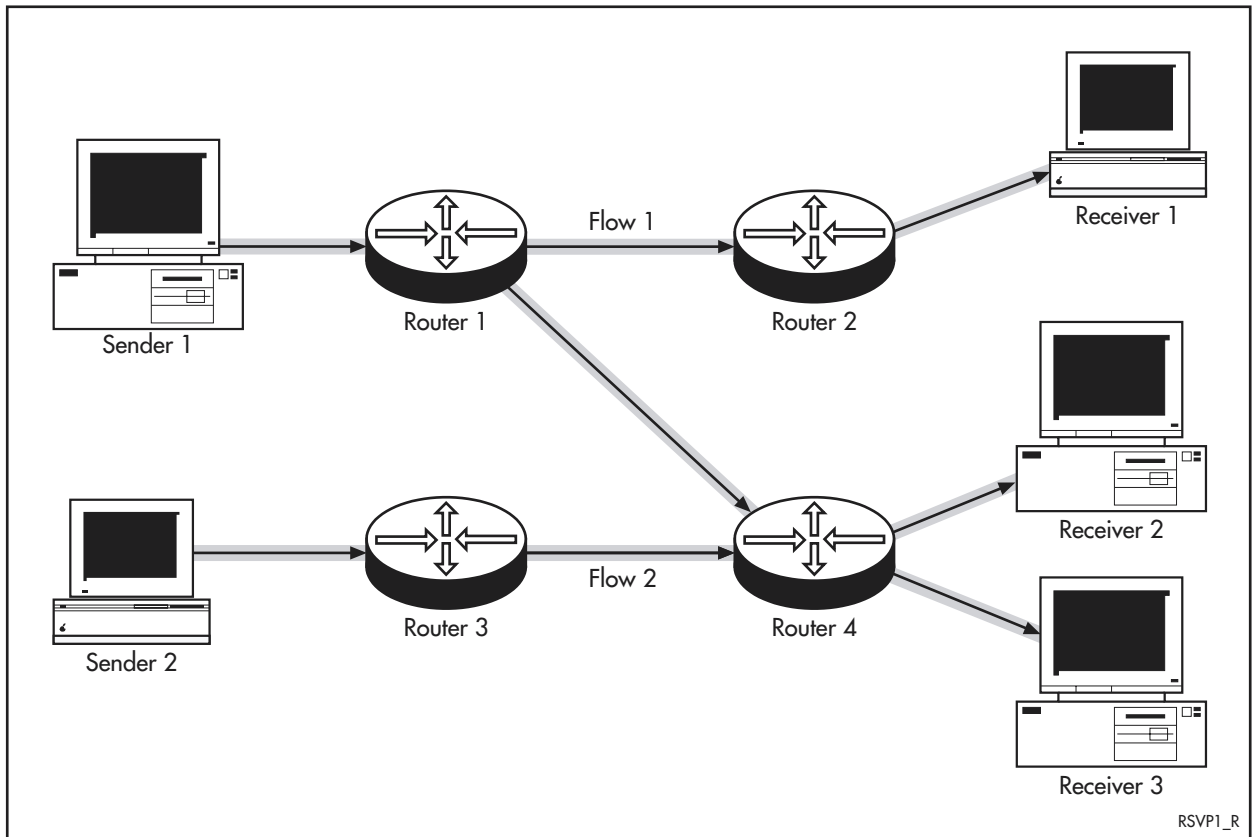 Receiver 1
Flow 1
Router 1
Router 2
Sender 1
Receiver 2
Flow 2
Router 3
Router 4
Sender 2
Receiver 3
RSVP1_R